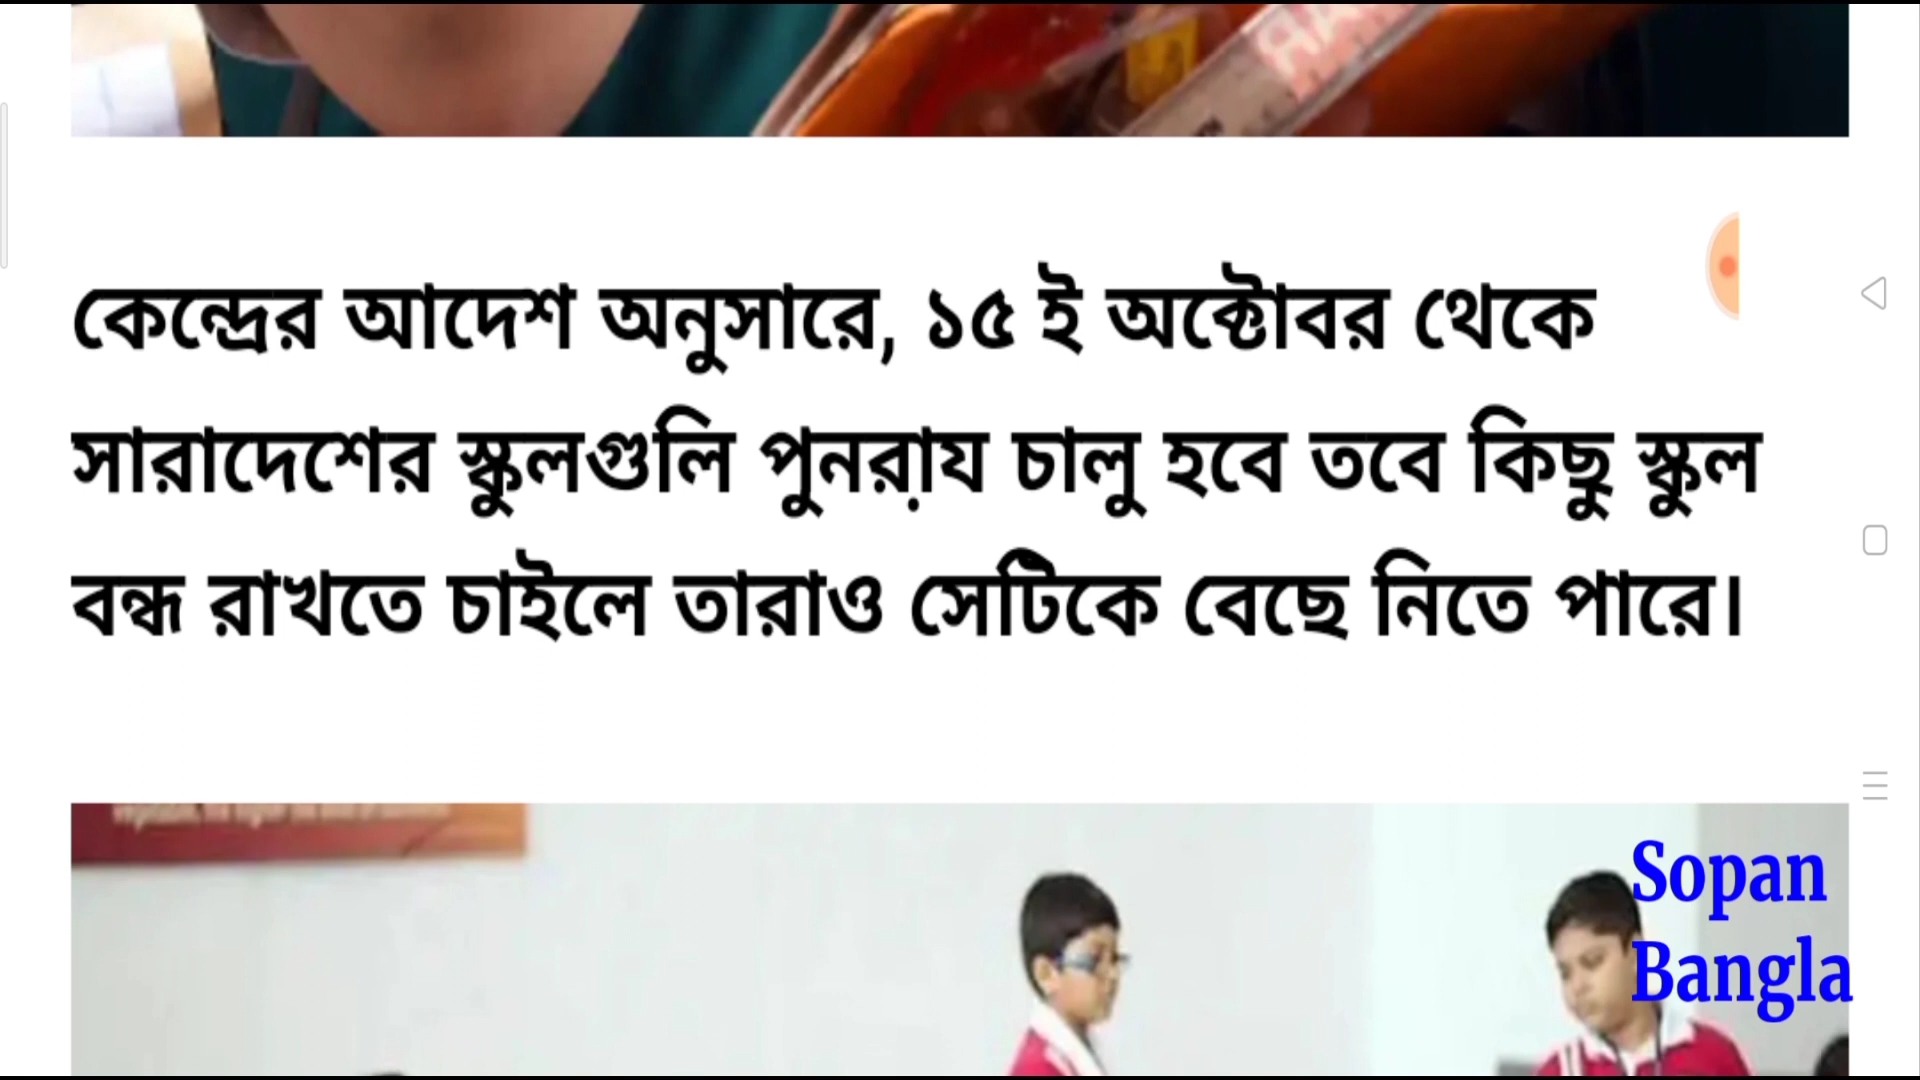 কেন্দ্রের আদেশ অনুসারে, ১৫ ই অক্টোবর থেকে
সারাদেশের স্কুলগুলি পুনরা়য চালু হবে তবে কিছু স্কুল
বন্ধ রাখতে চাইলে তারাও সেটিকে বেছে নিতে পারে।
Sopan
Bangla